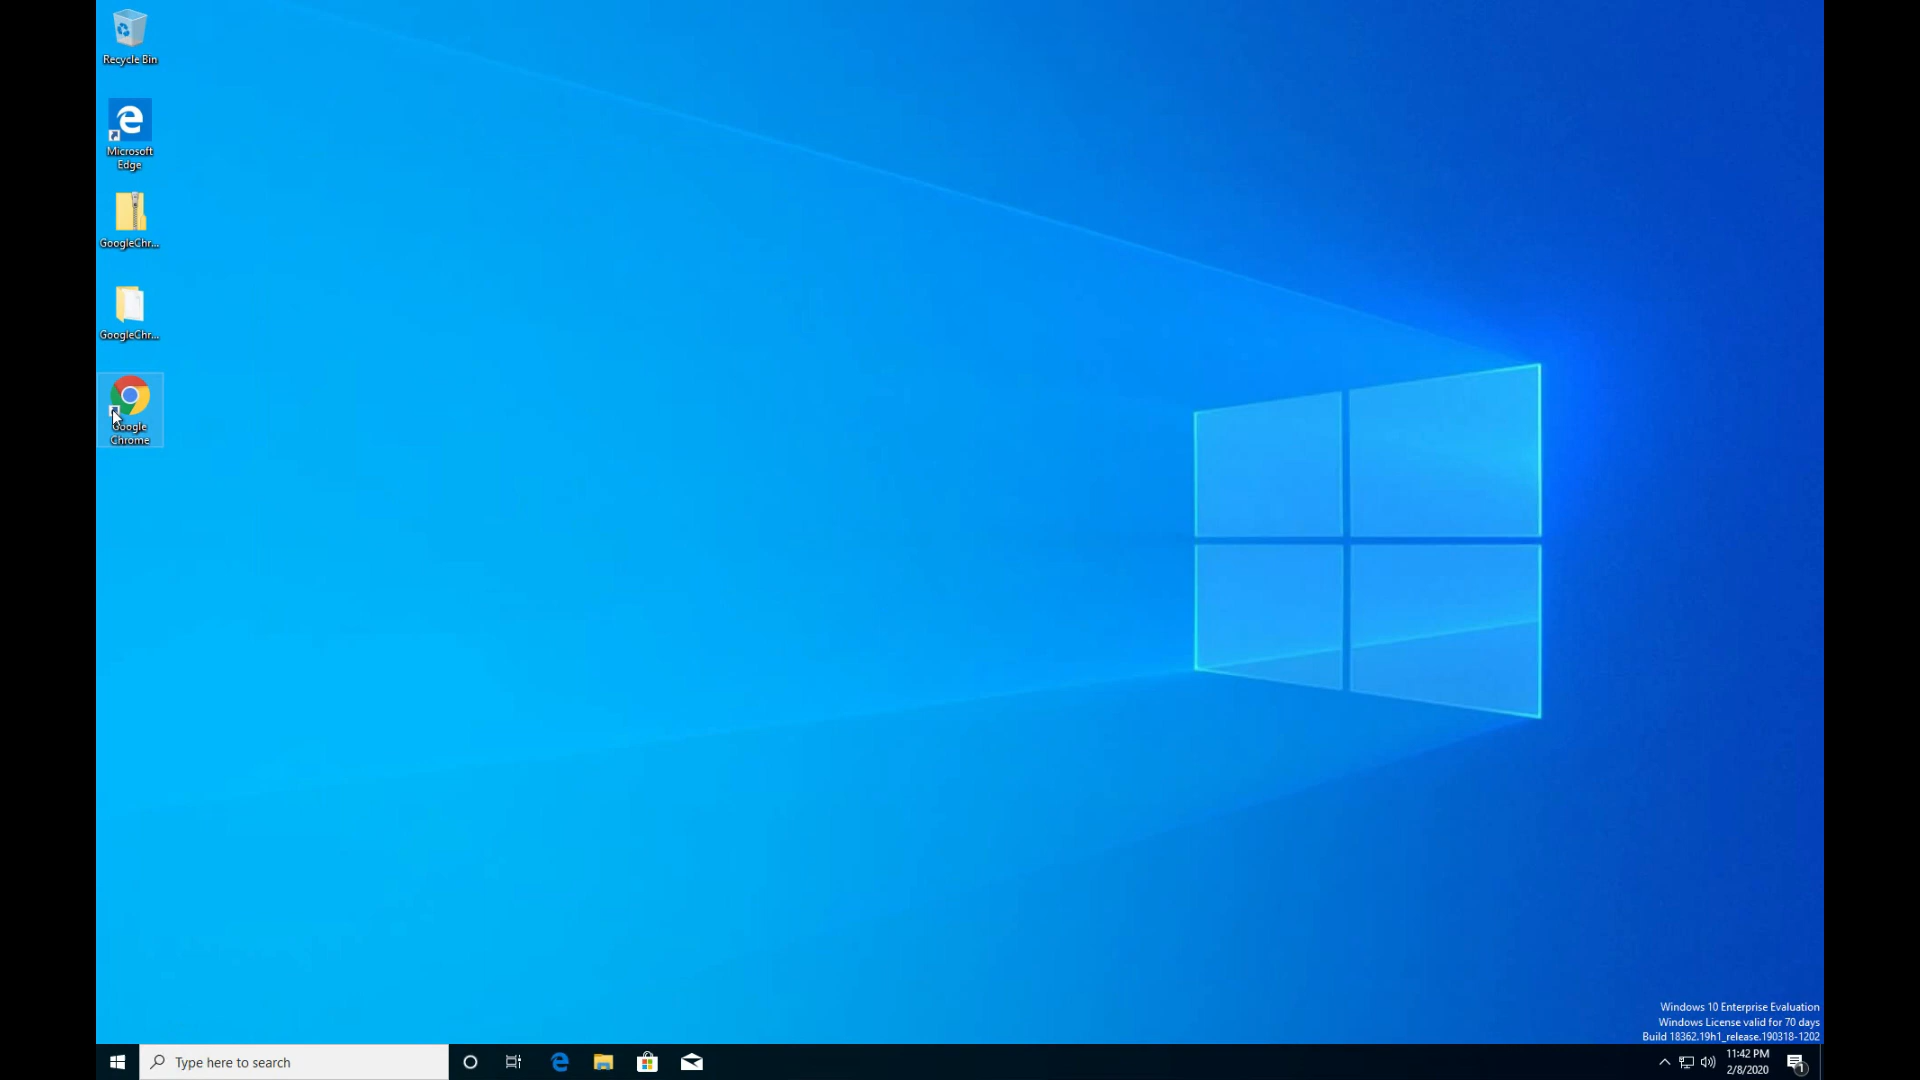 Recycle Bin
Microsoft
Edge
GoogleChr...
GoogleChr...
Google
Chrome
Windows 10 Enterprise Evaluation
Windows License valid for 70 days
Build 18362.19h1_release.190318-1202
Type here to search
11:42 PM
2/8/2020
1